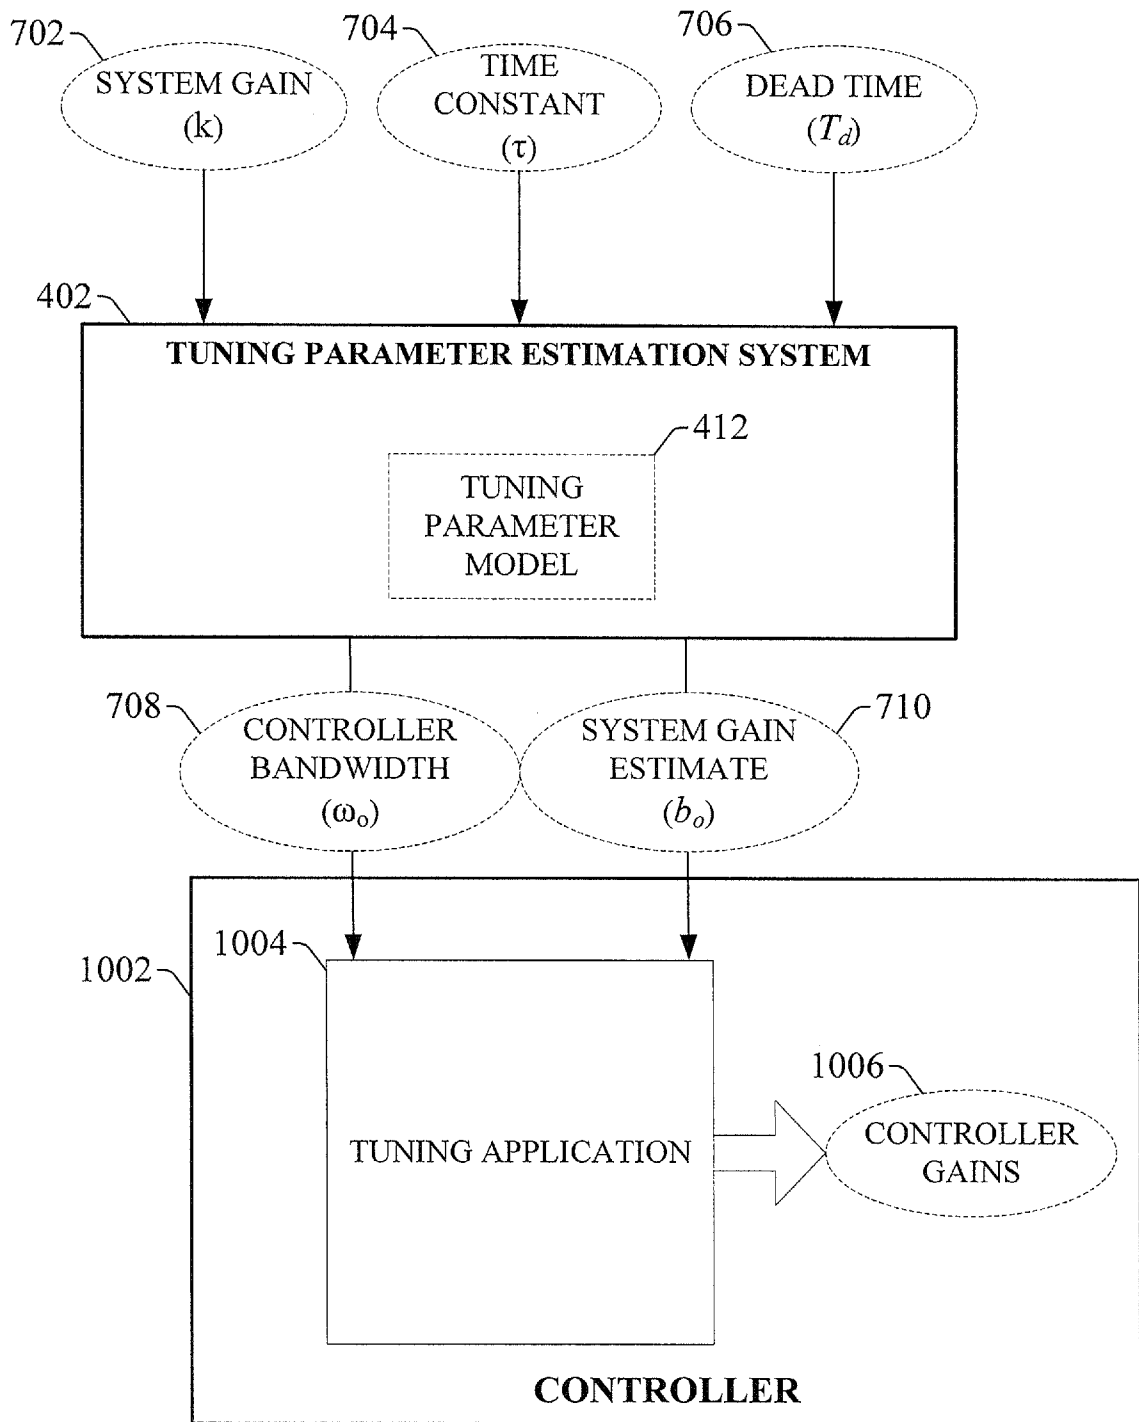 702
704
706
SYSTEM GAIN
(k)
TIME
CONSTANT
(τ)
DEAD TIME
(T_d)
402
TUNING PARAMETER ESTIMATION SYSTEM
412
TUNING
PARAMETER
MODEL
708
710
CONTROLLER
BANDWIDTH
(ω_o)
SYSTEM GAIN
ESTIMATE
(b_o)
1002
1004
1006
TUNING APPLICATION
CONTROLLER
GAINS
CONTROLLER